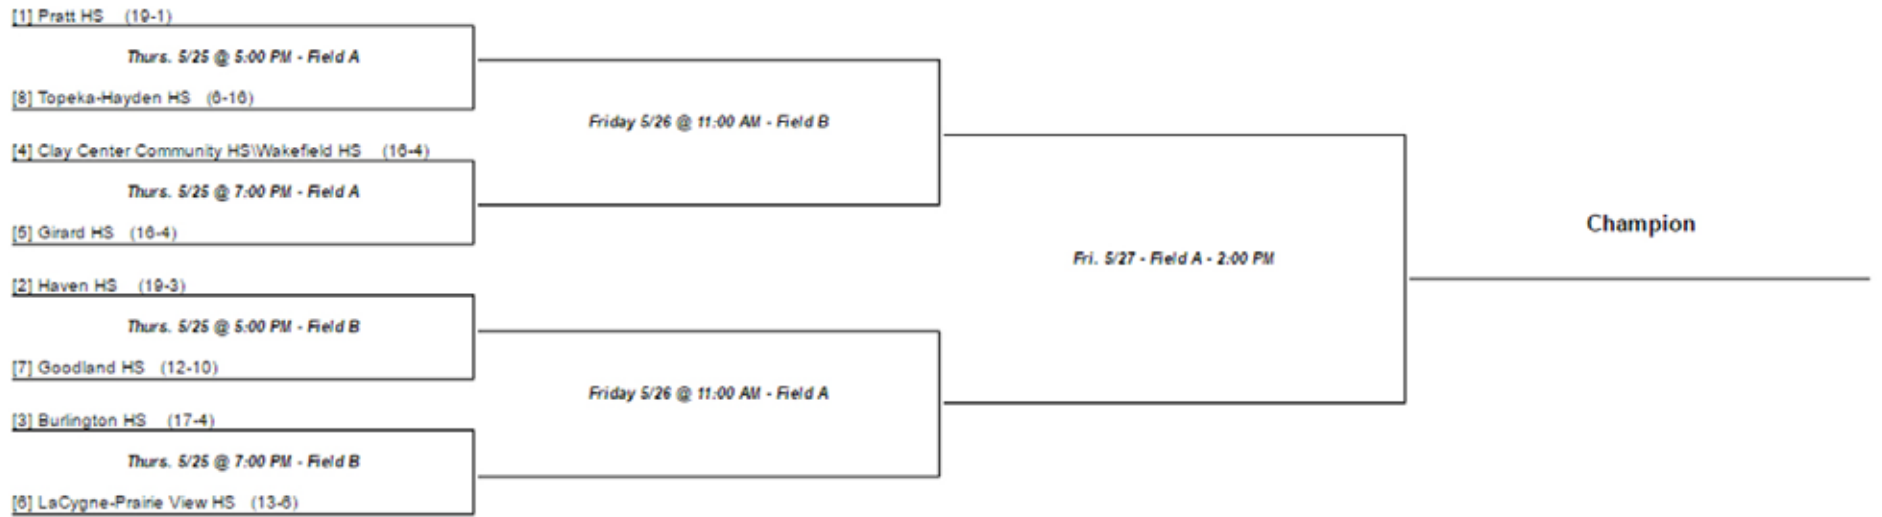 [1] Pratt HS (19-1)
Thurs. 5/25 @ 5:00 PM - Field A
[8] Topeka-Hayden HS (6-16)
Friday 5/26 @ 11:00 AM - Field B
[4] Clay Center Community HS\Wakefield HS (16-4)
Thurs. 5/25 @ 7:00 PM - Field A
[5] Girard HS (16-4)
Champion
Fri. 5/27 - Field A - 2:00 PM
[2] Haven HS (19-3)
Thurs. 5/25 @ 5:00 PM - Field B
[7] Goodland HS (12-10)
Friday 5/26 @ 11:00 AM - Field A
[3] Burlington HS (17-4)
Thurs. 5/25 @ 7:00 PM - Field B
[6] LaCygne-Prairie View HS (13-6)